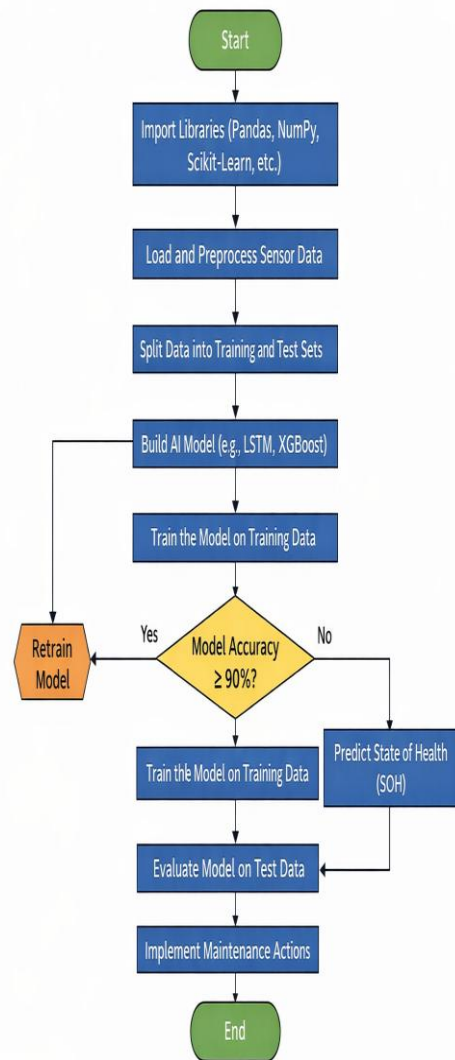 Start
Import Libraries (Pandas, NumPy,
Scikit-Learn, etc.)
Load and Preprocess Sensor Data
Split Data into Training and Test Sets
Build AI Model (e.g., LSTM, XGBoost)
Train the Model on Training Data
Yes
Model Accuracy
≥ 90%?
No
Retrain
Model
Train the Model on Training Data
Predict State of Health
(SOH)
Evaluate Model on Test Data
Implement Maintenance Actions
End